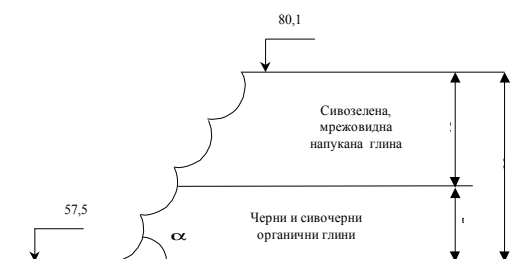 80,1
Сивозелена,
мрежовидна
напукана глина
57,5
Черни и сивочерни
органични глини
α